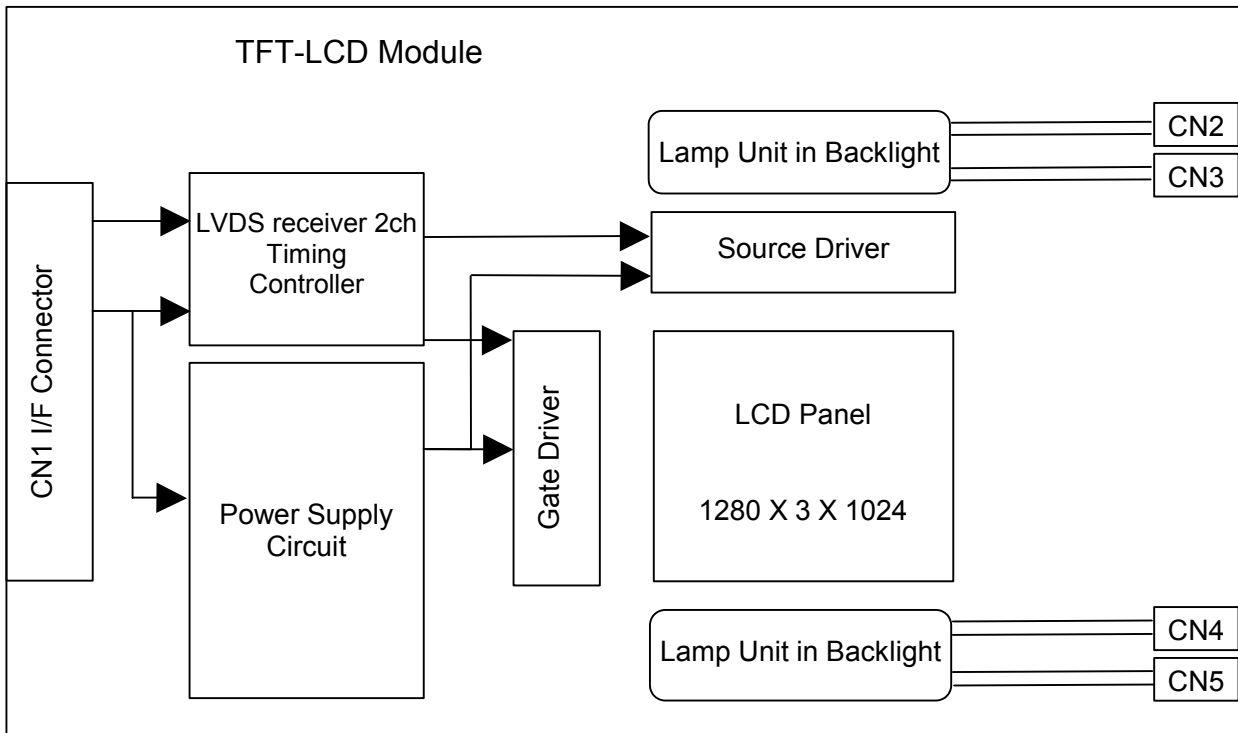 TFT-LCD Module
Lamp Unit in Backlight
CN2
CN3
CN1 I/F Connector
LVDS receiver 2ch
Timing
Controller
Source Driver
Power Supply
Circuit
Gate Driver
LCD Panel
1280 X 3 X 1024
Lamp Unit in Backlight
CN4
CN5